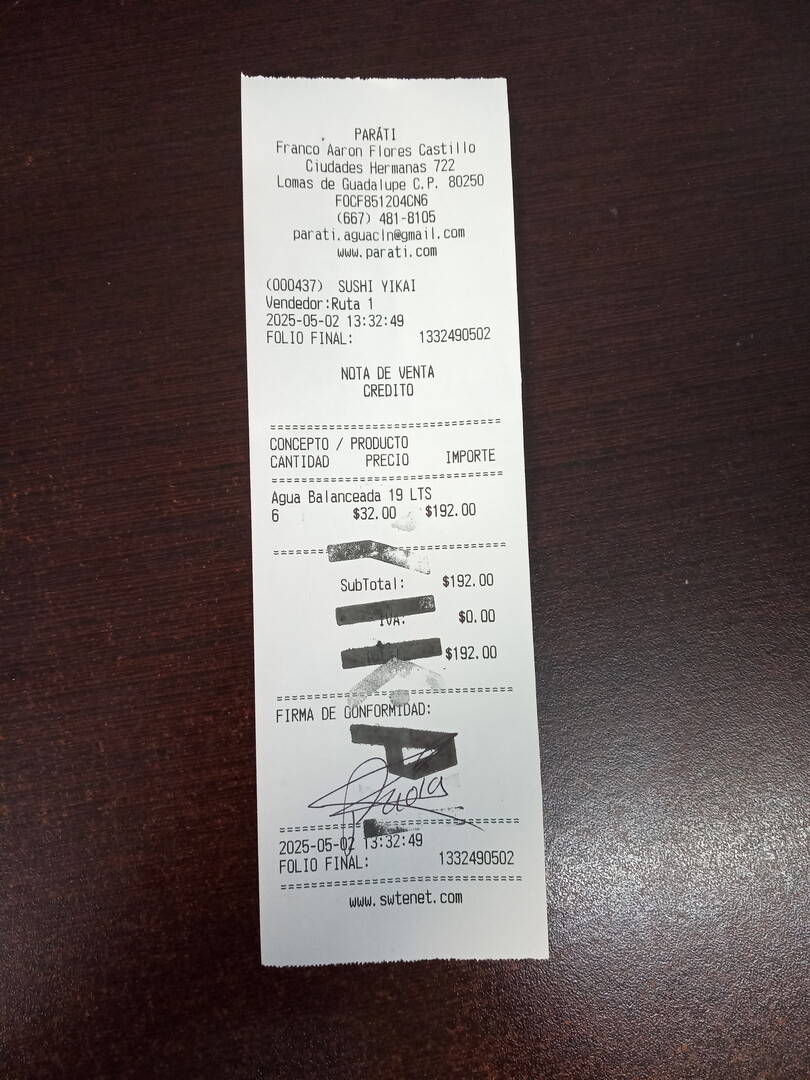 PARÁTI
Franco Aaron Flores Castillo
Ciudades Hermanas 722
Lomas de Guadalupe C.P. 80250
FOCF851204CN6
(667) 481-8105
parati.aguacln@gmail.com
www.parati.com
(000437) SUSHI YIKAI
Vendedor:Ruta 1
2025-05-02 13:32:49
FOLIO FINAL: 1332490502
NOTA DE VENTA
CREDITO
CONCEPTO / PRODUCTO
CANTIDAD PRECIO IMPORTE
Agua Balanceada 19 LTS
6 $32.00 $192.00
SubTotal: $192.00
IVA: $0.00
$192.00
FIRMA DE CONFORMIDAD:
2025-05-02 13:32:49
FOLIO FINAL: 1332490502
www.swtenet.com